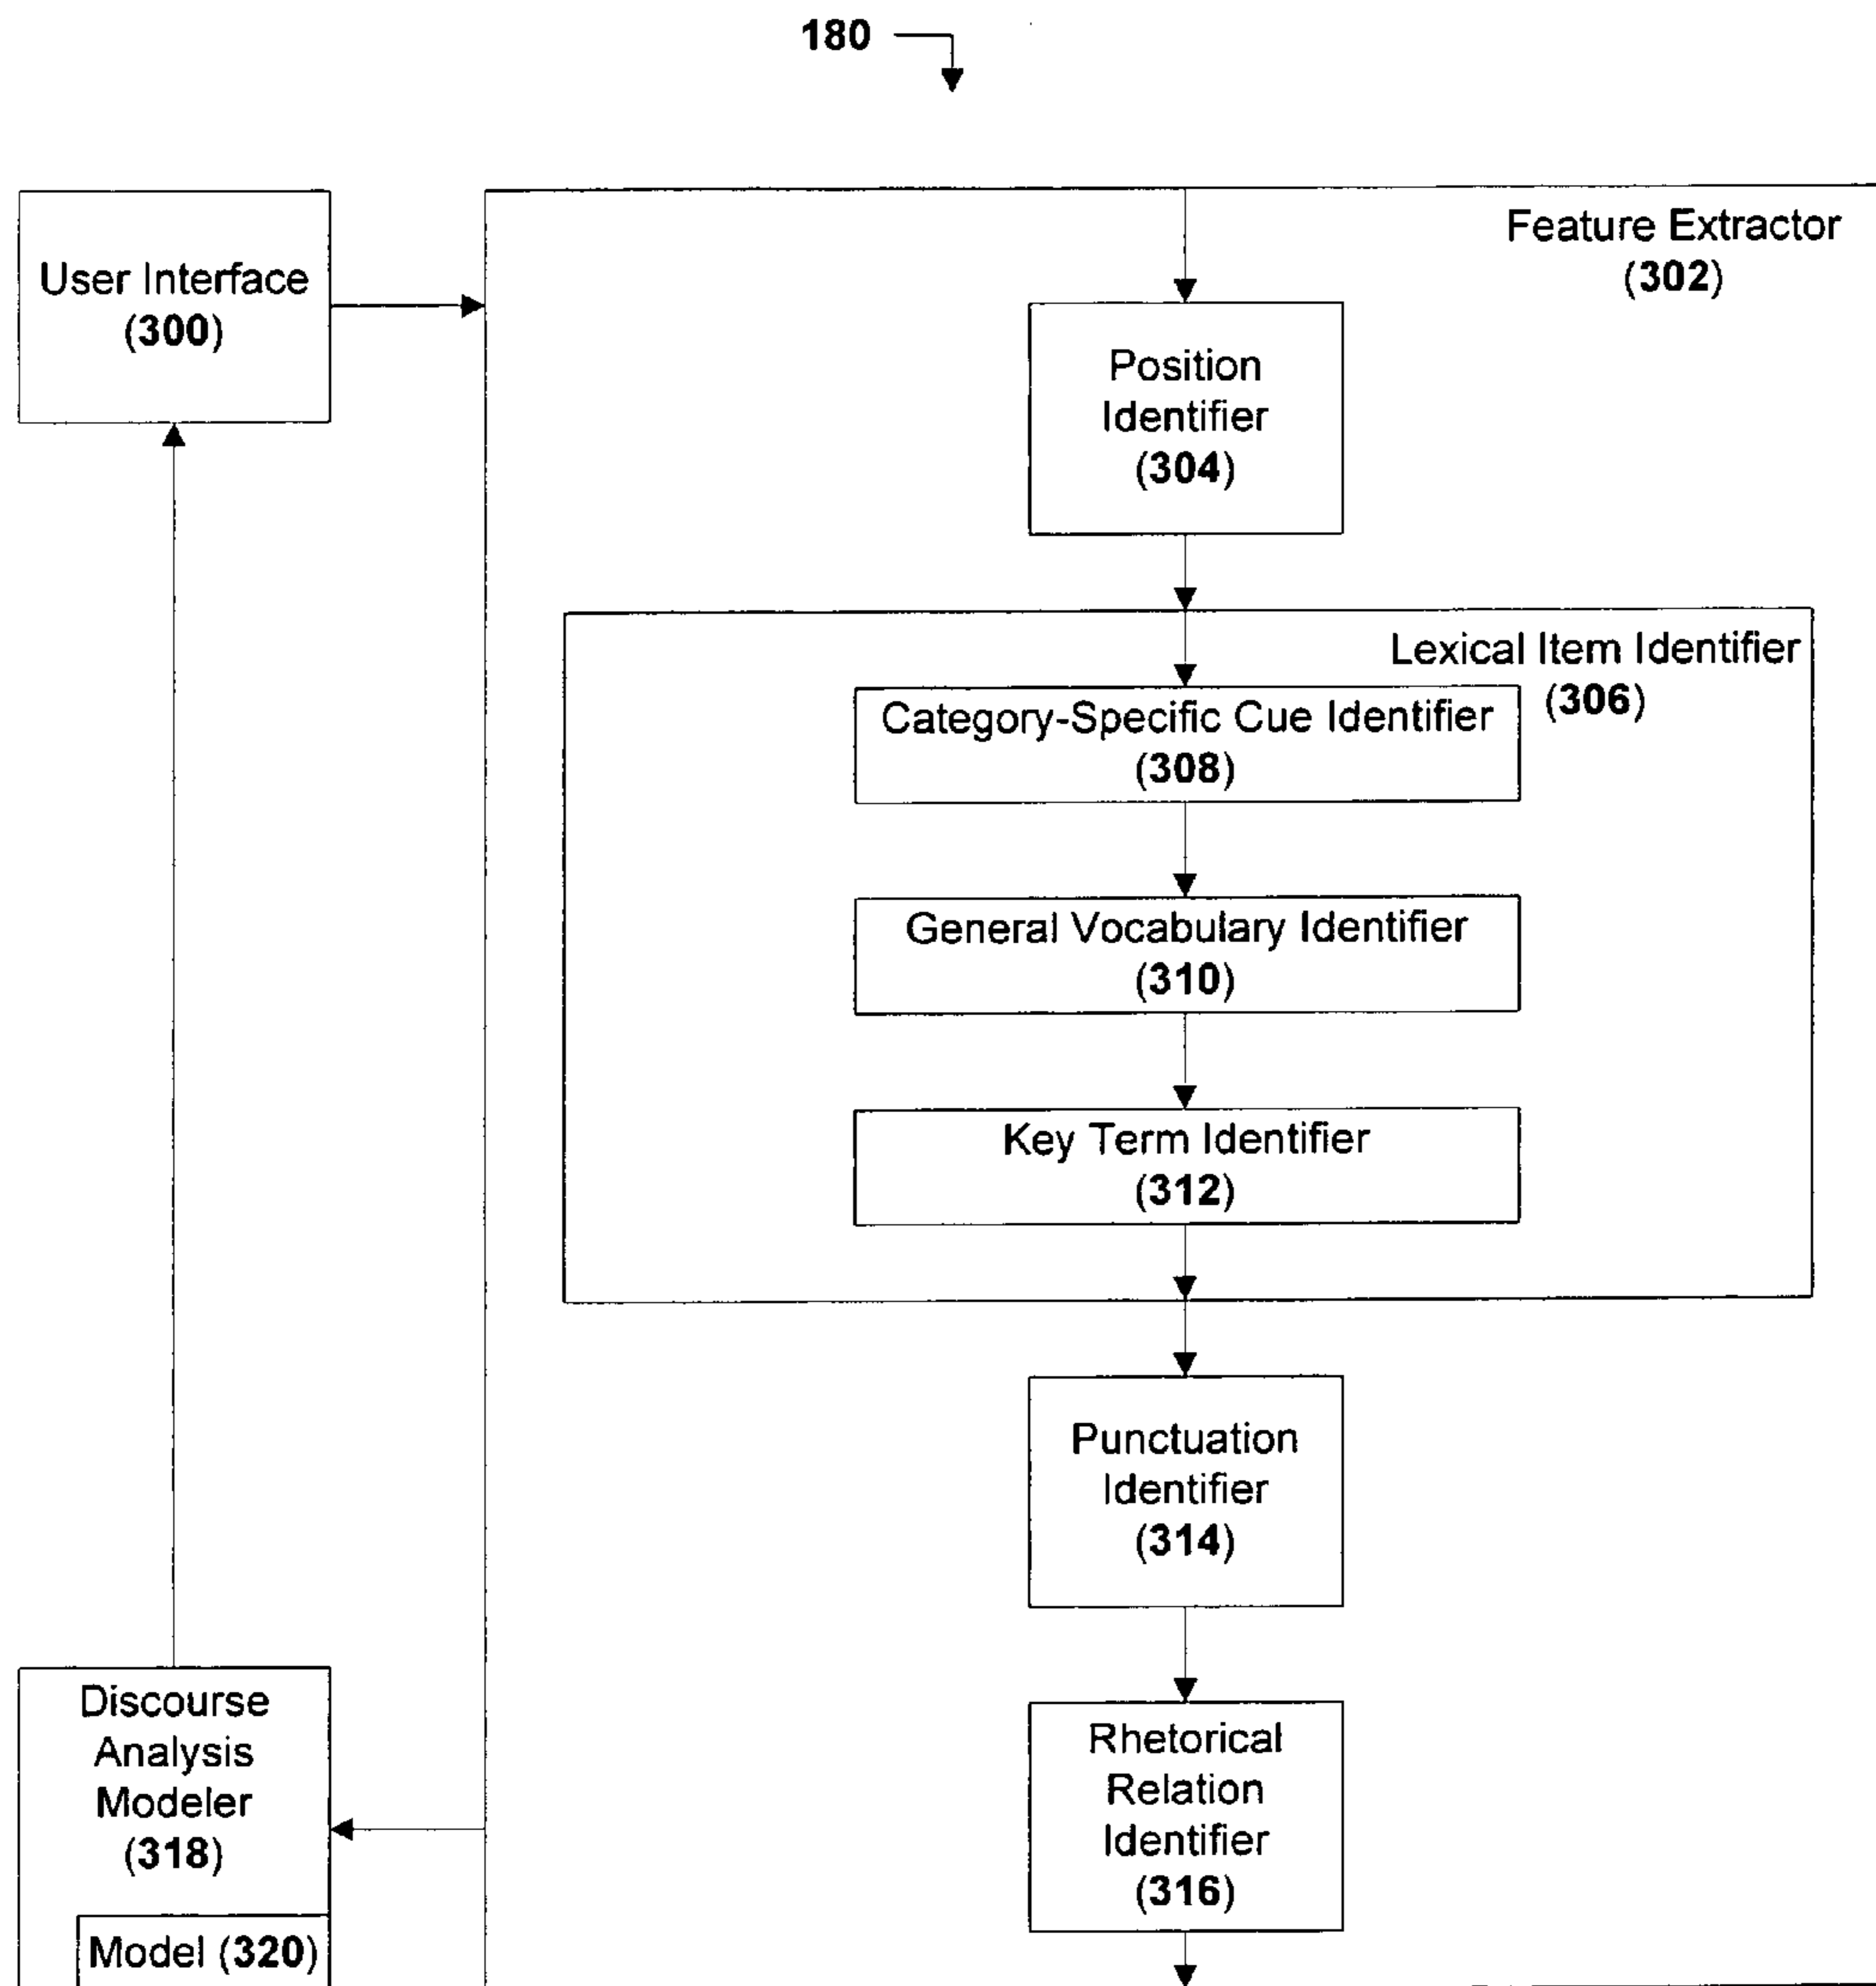 180
User Interface
(300)
Feature Extractor
(302)
Position
Identifier
(304)
Lexical Item Identifier
(306)
Category-Specific Cue Identifier
(308)
General Vocabulary Identifier
(310)
Key Term Identifier
(312)
Punctuation
Identifier
(314)
Rhetorical
Relation
Identifier
(316)
Discourse
Analysis
Modeler
(318)
Model (320)